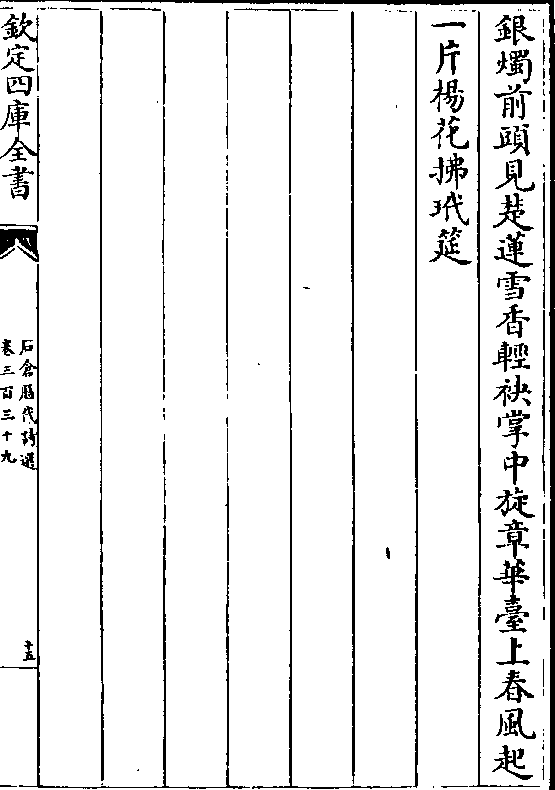 銀燭前頭見楚蓮雪香輕袂掌中旋章華臺上春風起
一片楊花拂玳筵
欽定四庫全書
石倉歴代詩選
卷三百三十九
十五